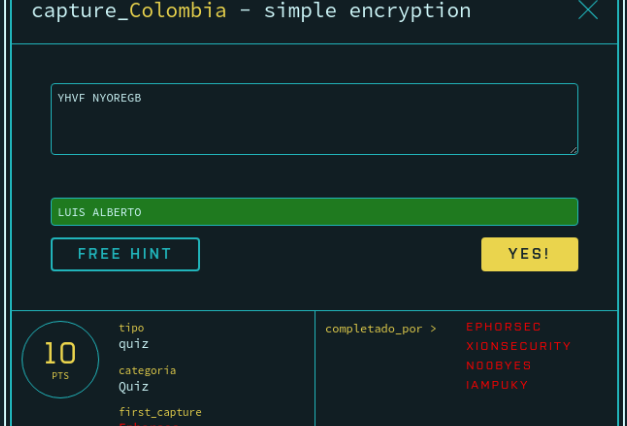 capture_Colombia - simple encryption
YHVF NYOREGB
LUIS ALBERTO
FREE HINT
YES!
10
PTS
tipo
quiz
categoria
Quiz
first_capture
completado_por >
EPHORSEC
XIONSECURITY
NOOBYES
IAMPUKY